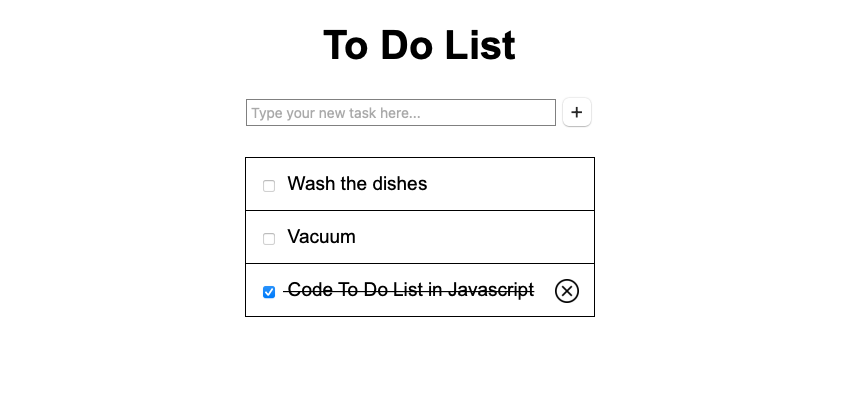 To Do List
Type your new task here...
+
Wash the dishes
Vacuum
Code To Do List in Javascript